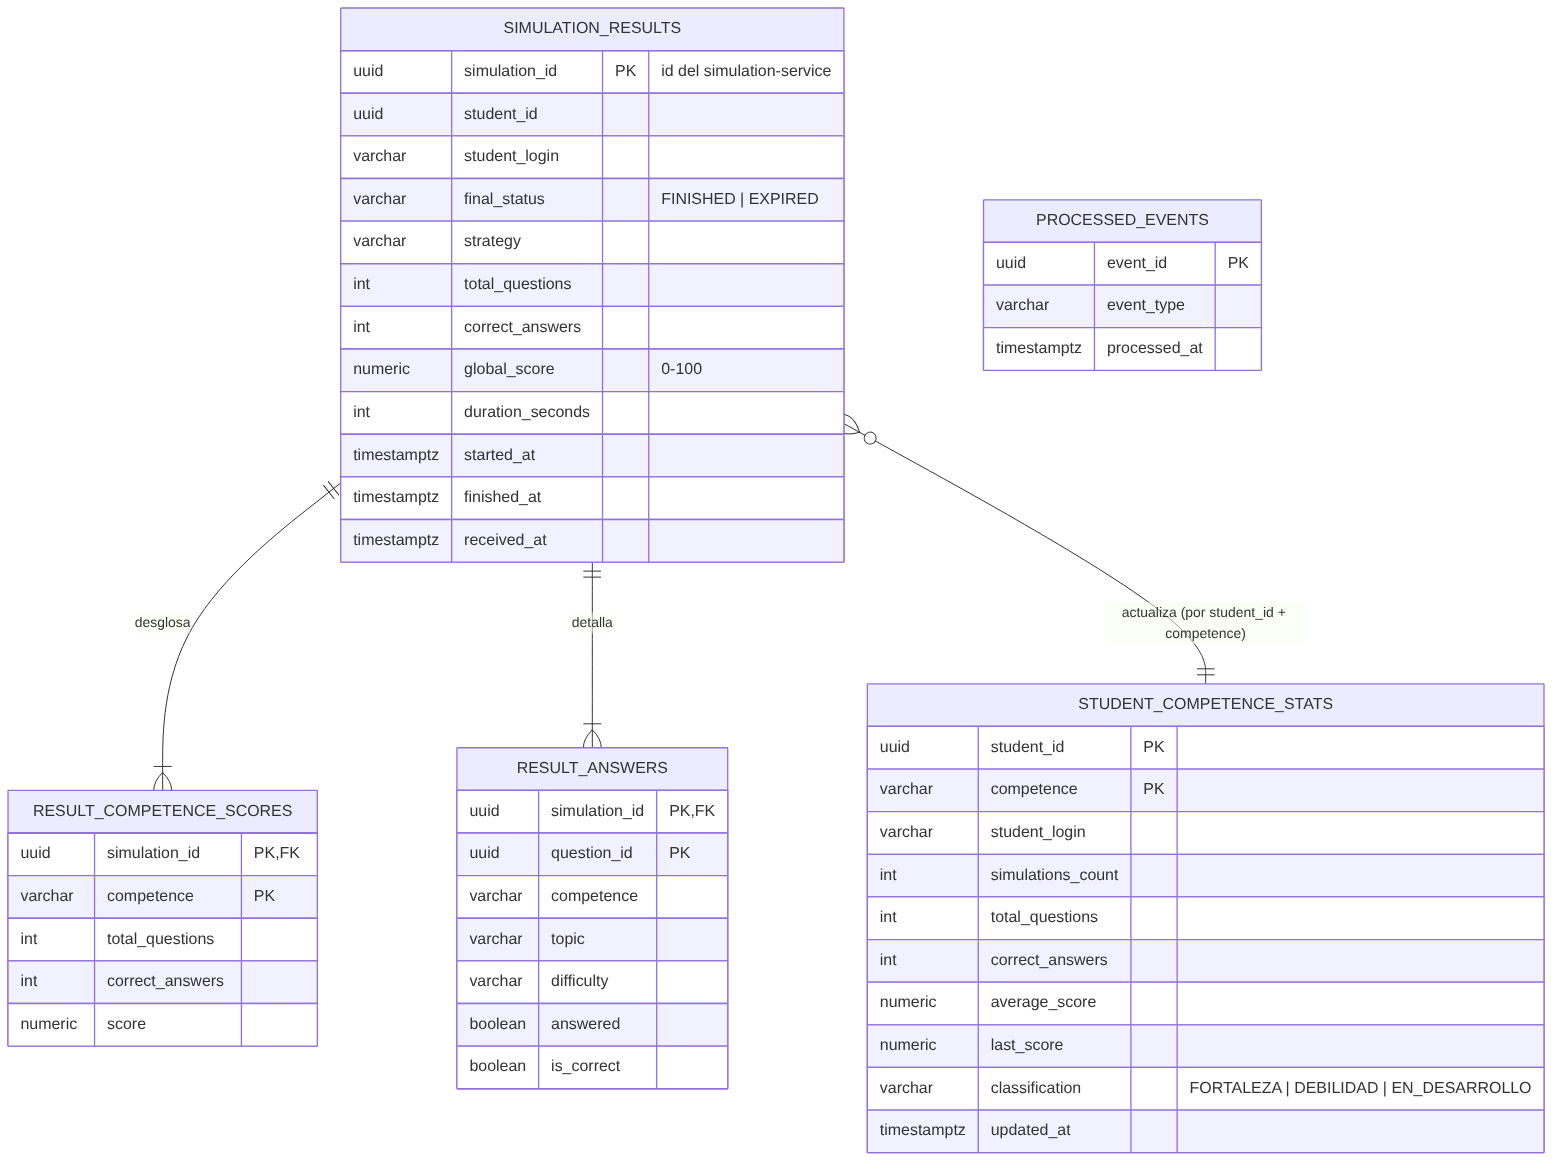 SIMULATION_RESULTS
uuid simulation_id PK id del simulation-service
uuid student_id
varchar student_login
varchar final_status FINISHED | EXPIRED
varchar strategy
int total_questions
int correct_answers
numeric global_score 0-100
int duration_seconds
timestamptz started_at
timestamptz finished_at
timestamptz received_at
PROCESSED_EVENTS
uuid event_id PK
varchar event_type
timestamptz processed_at
desglosa
detalla
actualiza (por student_id +
competence)
RESULT_COMPETENCE_SCORES
uuid simulation_id PK,FK
varchar competence PK
int total_questions
int correct_answers
numeric score
RESULT_ANSWERS
uuid simulation_id PK,FK
uuid question_id PK
varchar competence
varchar topic
varchar difficulty
boolean answered
boolean is_correct
STUDENT_COMPETENCE_STATS
uuid student_id PK
varchar competence PK
varchar student_login
int simulations_count
int total_questions
int correct_answers
numeric average_score
numeric last_score
varchar classification FORTALEZA | DEBILIDAD | EN_DESARROLLO
timestamptz updated_at